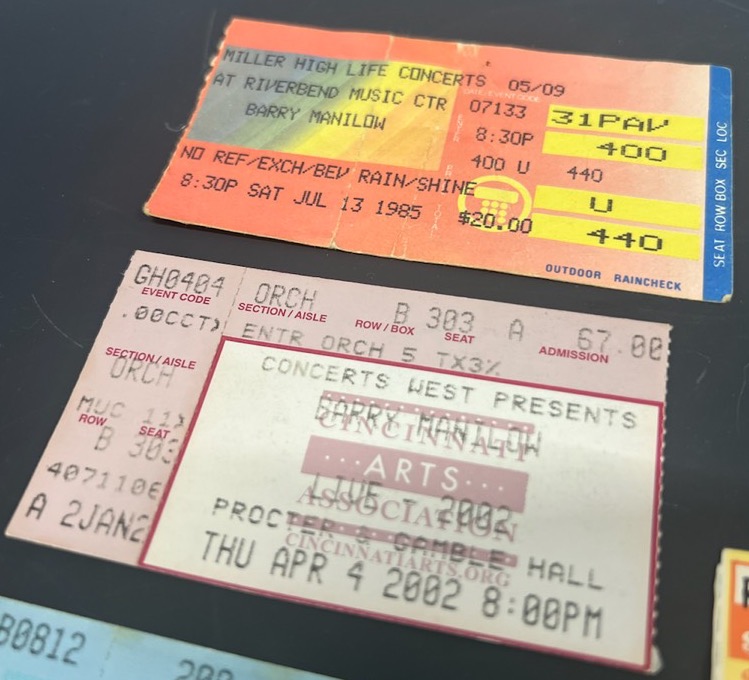 MILLER HIGH LIFE CONCERTS 05/09
AT RIVERBEND MUSIC CTR 07133
BARRY MANILOW 8:30P
NO REF/EXCH/BEV RAIN/SHINE 400 U 440
8:30P SAT JUL 13 1985 $20.00
31PAV
400
U
440
OUTDOOR RAINCHECK
SEAT ROW BOX SEC LOC
GH0404 ORCH B 303 A 67.00
EVENT CODE SECTION/AISLE ROW/BOX SEAT ADMISSION
.00CCT) ENTR ORCH 5 TX3%
SECTION/AISLE
ORCH
ROW SEAT
B 303
A 2JAN2
CONCERTS WEST PRESENTS
BARRY MANILOW
CINCINNATI
ARTS
LIVE - 2002
ASSOCIATION
PROCTER & GAMBLE HALL
CINCINNATIARTS.ORG
THU APR 4 2002 8:00PM
B0812